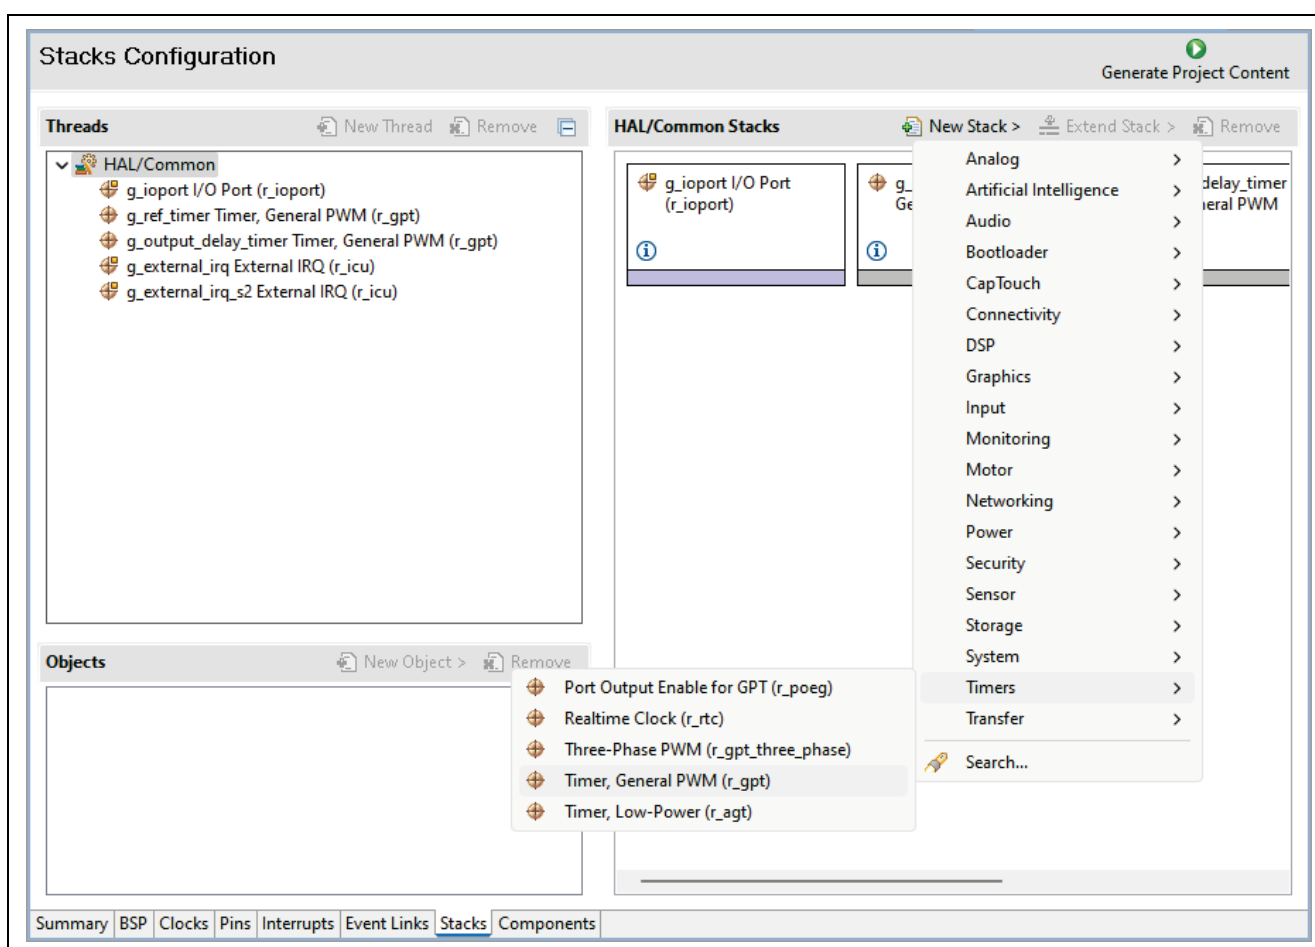 Stacks Configuration
Generate Project Content
Threads
New Thread
Remove
HAL/Common
g_ioport I/O Port (r_ioport)
g_ref_timer Timer, General PWM (r_gpt)
g_output_delay_timer Timer, General PWM (r_gpt)
g_external_irq External IRQ (r_icu)
g_external_irq_s2 External IRQ (r_icu)
Objects
New Object >
Remove
HAL/Common Stacks
New Stack >
Extend Stack >
Remove
g_ioport I/O Port
(r_ioport)
g_
Ge
delay_timer
eral PWM
Analog
Artificial Intelligence
Audio
Bootloader
CapTouch
Connectivity
DSP
Graphics
Input
Monitoring
Motor
Networking
Power
Security
Sensor
Storage
System
Timers
Transfer
Search...
Port Output Enable for GPT (r_poeg)
Realtime Clock (r_rtc)
Three-Phase PWM (r_gpt_three_phase)
Timer, General PWM (r_gpt)
Timer, Low-Power (r_agt)
Summary BSP Clocks Pins Interrupts Event Links Stacks Components